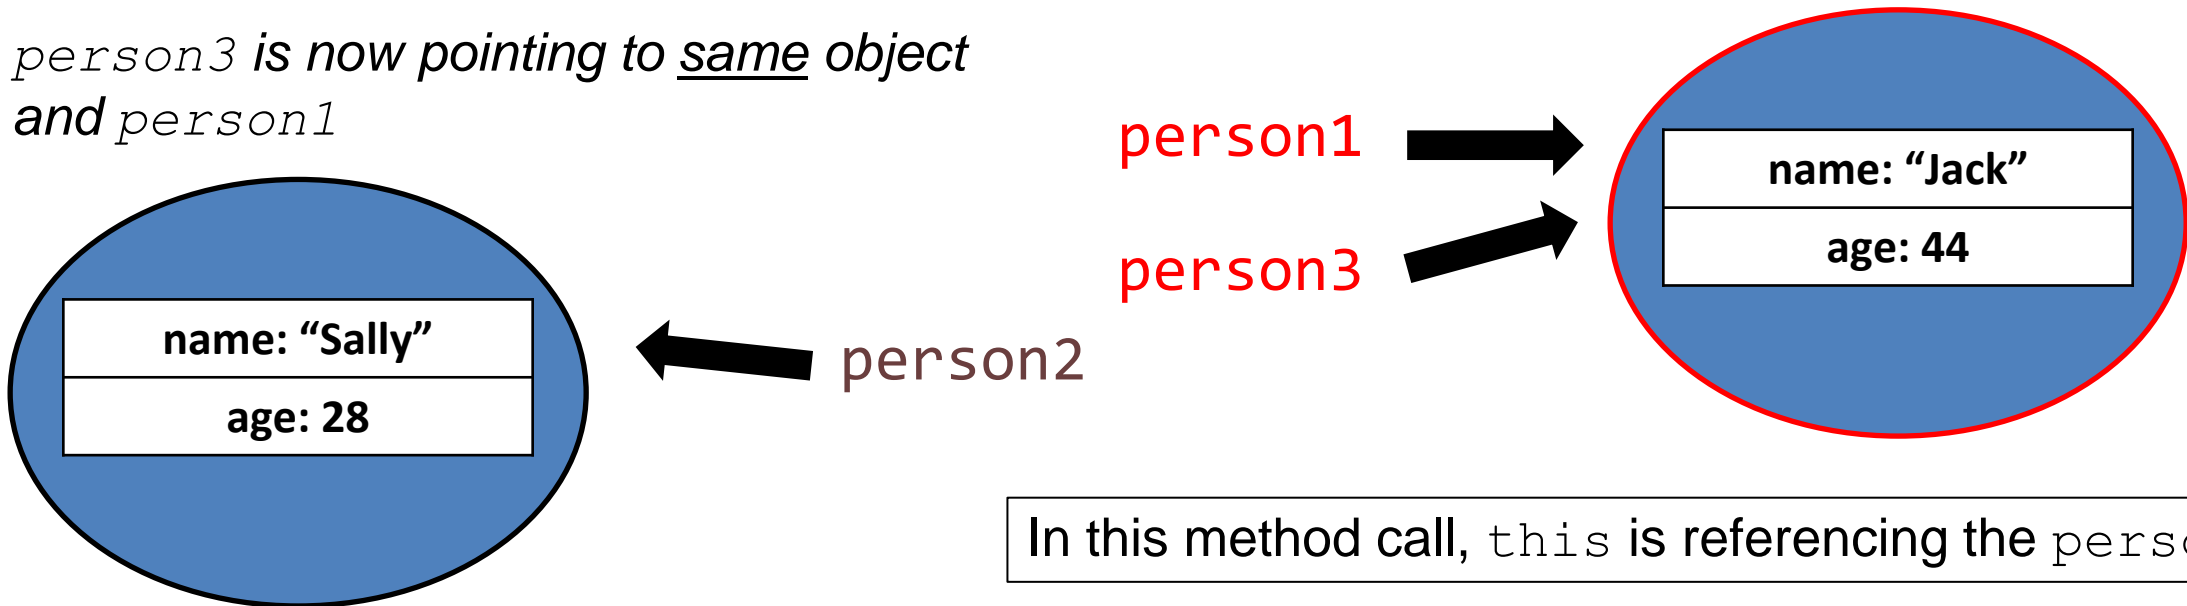 person3 is now pointing to same object
and person1
person1
name: “Jack”
person3
age: 44
name: “Sally”
person2
age: 28
In this method call, this is referencing the